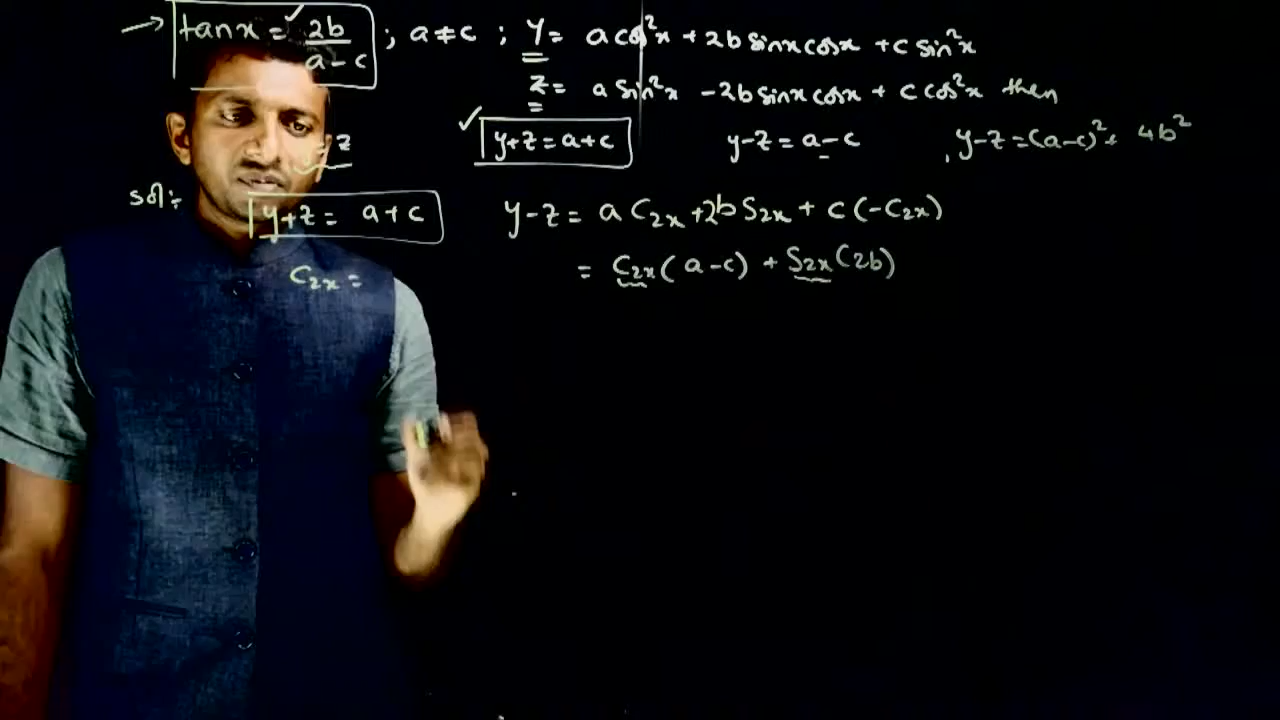 → tan x = 2b/a-c ; a ≠ c ; y = a cos²x + 2b sinx cosx + c sin²x
z = a sin²x - 2b sinx cosx + c cos²x then
z ✓ y+z = a+c y-z = a-c y-z = (a-c)² + 4b²
sol: y+z = a+c y-z = a C2x + 2b S2x + c(-C2x)
C2x = = C2x(a-c) + S2x(2b)